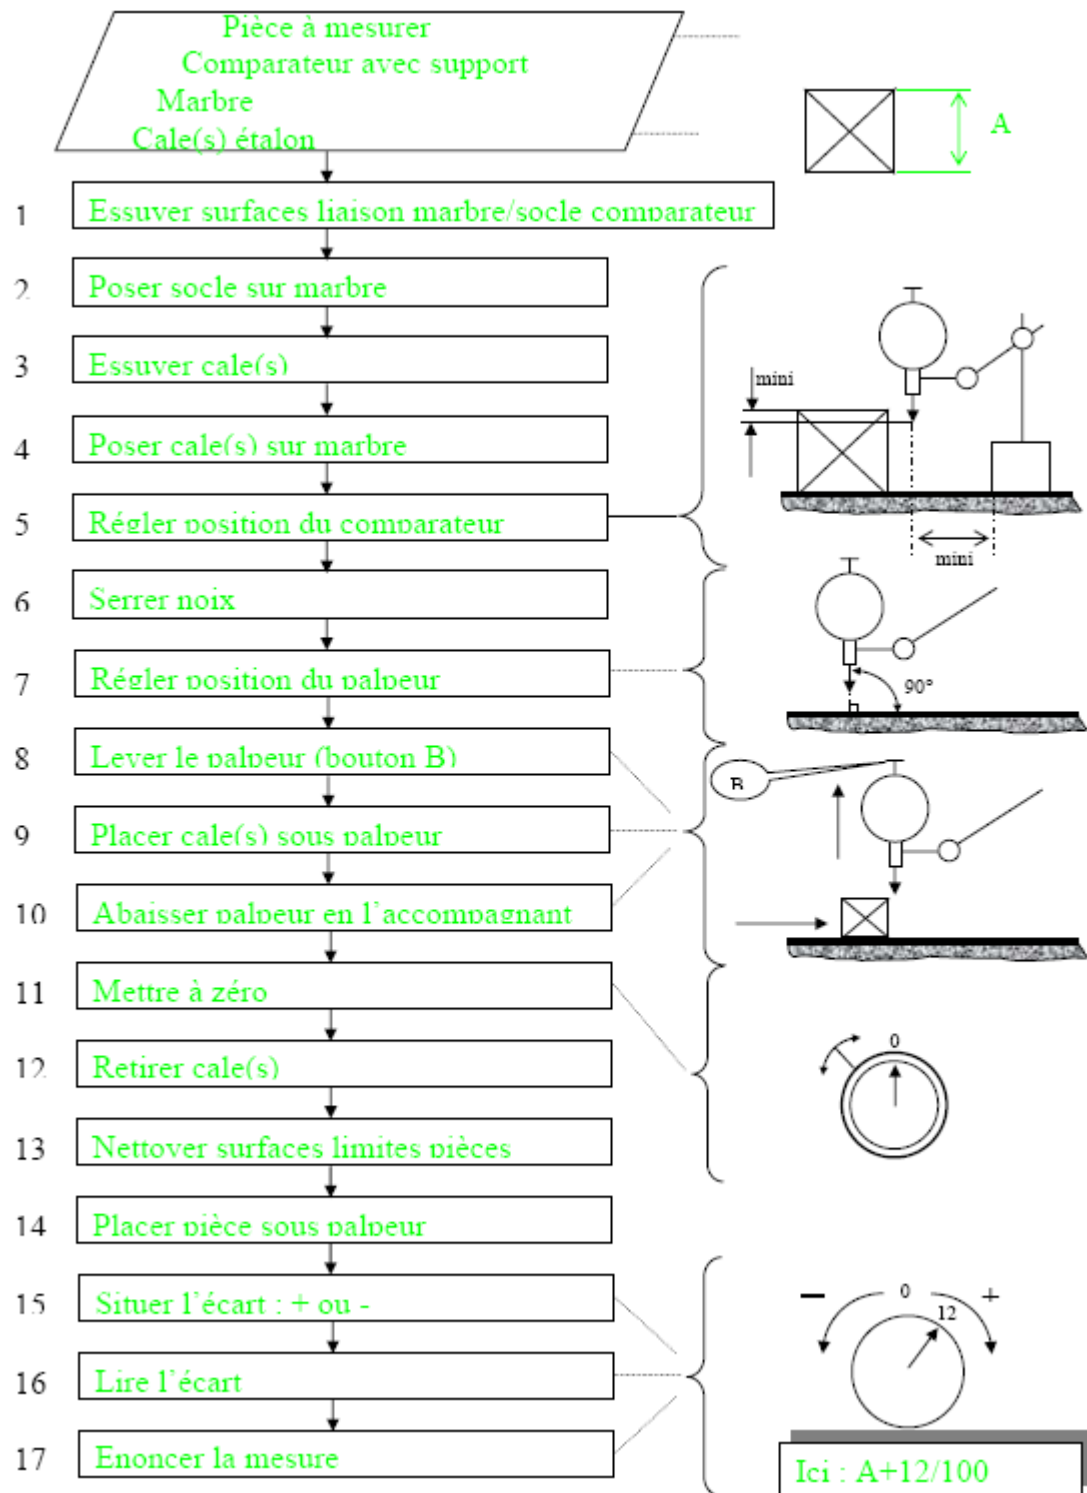 Pièce à mesurer
Comparateur avec support
Marbre
Cale(s) étalon
A
1 Essuyer surfaces liaison marbre/socle comparateur
2 Poser socle sur marbre
3 Essuyer cale(s)
4 Poser cale(s) sur marbre
mini
5 Régler position du comparateur
mini
6 Serrer noix
7 Régler position du palpeur
90°
8 Lever le palpeur (bouton B)
B
9 Placer cale(s) sous palpeur
10 Abaisser palpeur en l'accompagnant
11 Mettre à zéro
0
12 Retirer cale(s)
13 Nettoyer surfaces limites pièces
14 Placer pièce sous palpeur
15 Situer l'écart : + ou -
− 0 +
12
16 Lire l'écart
17 Enoncer la mesure
Ici : A+12/100